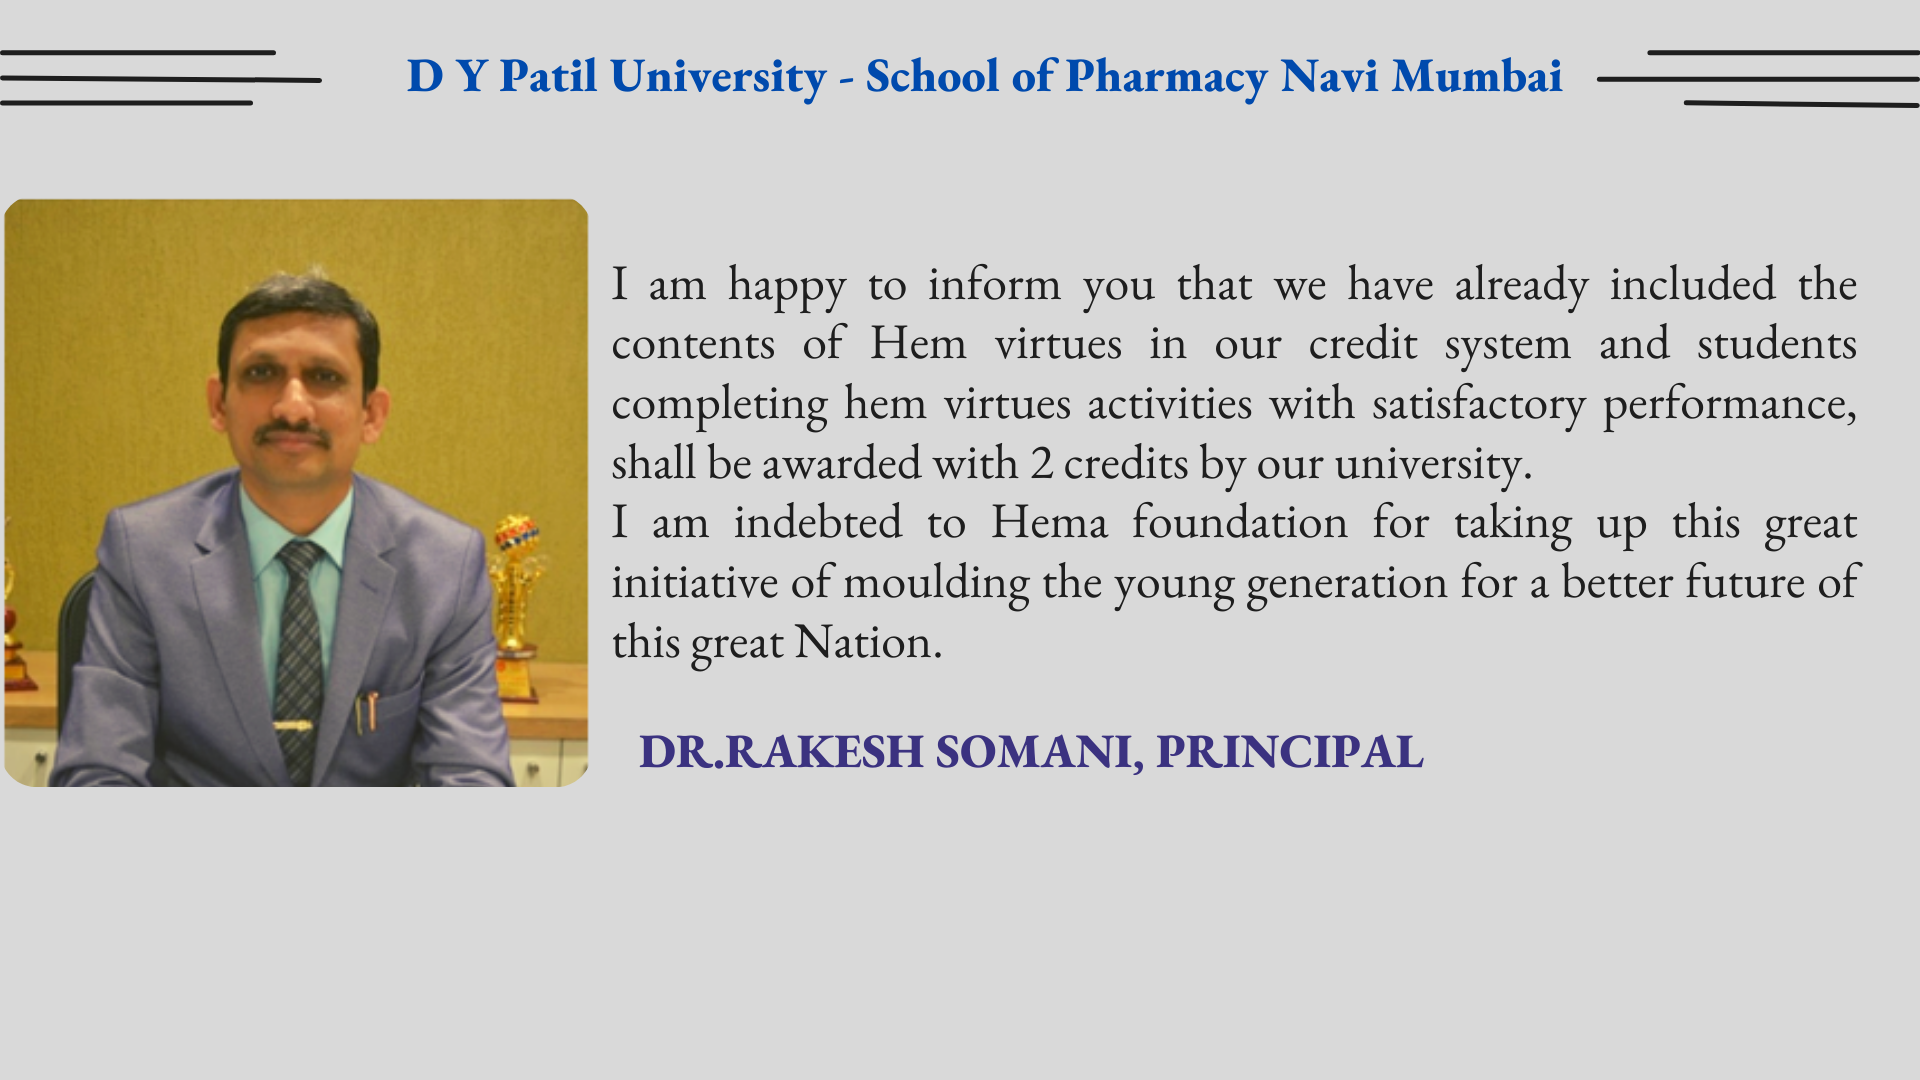 D Y Patil University - School of Pharmacy Navi Mumbai
I am happy to inform you that we have already included the
contents of Hem virtues in our credit system and students
completing hem virtues activities with satisfactory performance,
shall be awarded with 2 credits by our university.
I am indebted to Hema foundation for taking up this great
initiative of moulding the young generation for a better future of
this great Nation.
DR.RAKESH SOMANI, PRINCIPAL